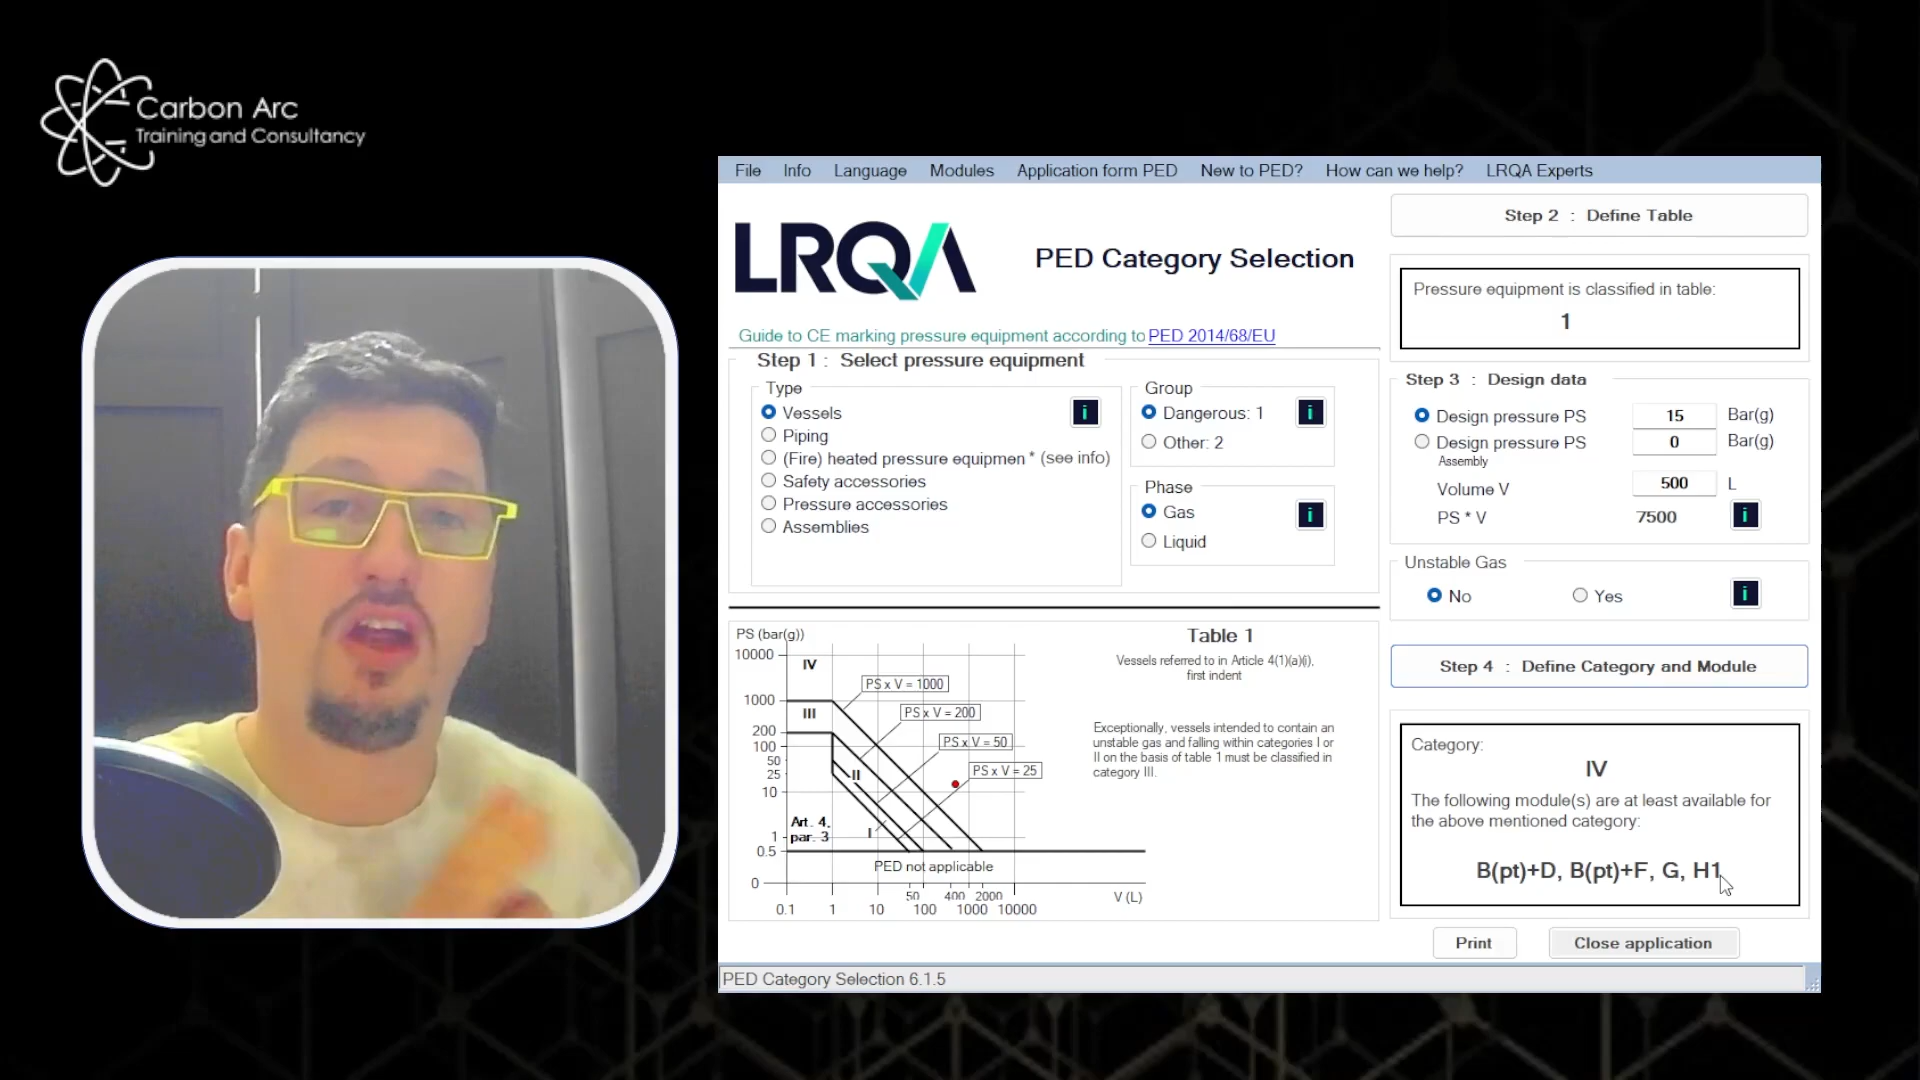 Carbon Arc
Training and Consultancy
File Info Language Modules Application form PED New to PED? How can we help? LRQA Experts
LRQA
PED Category Selection
Guide to CE marking pressure equipment according to PED 2014/68/EU
Step 1 : Select pressure equipment
Type
Vessels
Piping
(Fire) heated pressure equipmen * (see info)
Safety accessories
Pressure accessories
Assemblies
Group
Dangerous: 1
Other: 2
Phase
Gas
Liquid
Step 2 : Define Table
Pressure equipment is classified in table:
1
Step 3 : Design data
Design pressure PS 15 Bar(g)
Design pressure PS 0 Bar(g)
Assembly
Volume V 500 L
PS * V 7500
Unstable Gas
No Yes
Step 4 : Define Category and Module
Category:
IV
The following module(s) are at least available for
the above mentioned category:
B(pt)+D, B(pt)+F, G, H1
Print Close application
PS (bar(g))
10000
1000
200
100
50
25
10
1
0.5
0
IV
III
II
I
Art. 4,
par. 3
PS x V = 1000
PS x V = 200
PS x V = 50
PS x V = 25
PED not applicable
V (L)
50 400 2000
0.1 1 10 100 1000 10000
Table 1
Vessels referred to in Article 4(1)(a)(i),
first indent
Exceptionally, vessels intended to contain an
unstable gas and falling within categories I or
II on the basis of table 1 must be classified in
category III.
PED Category Selection 6.1.5